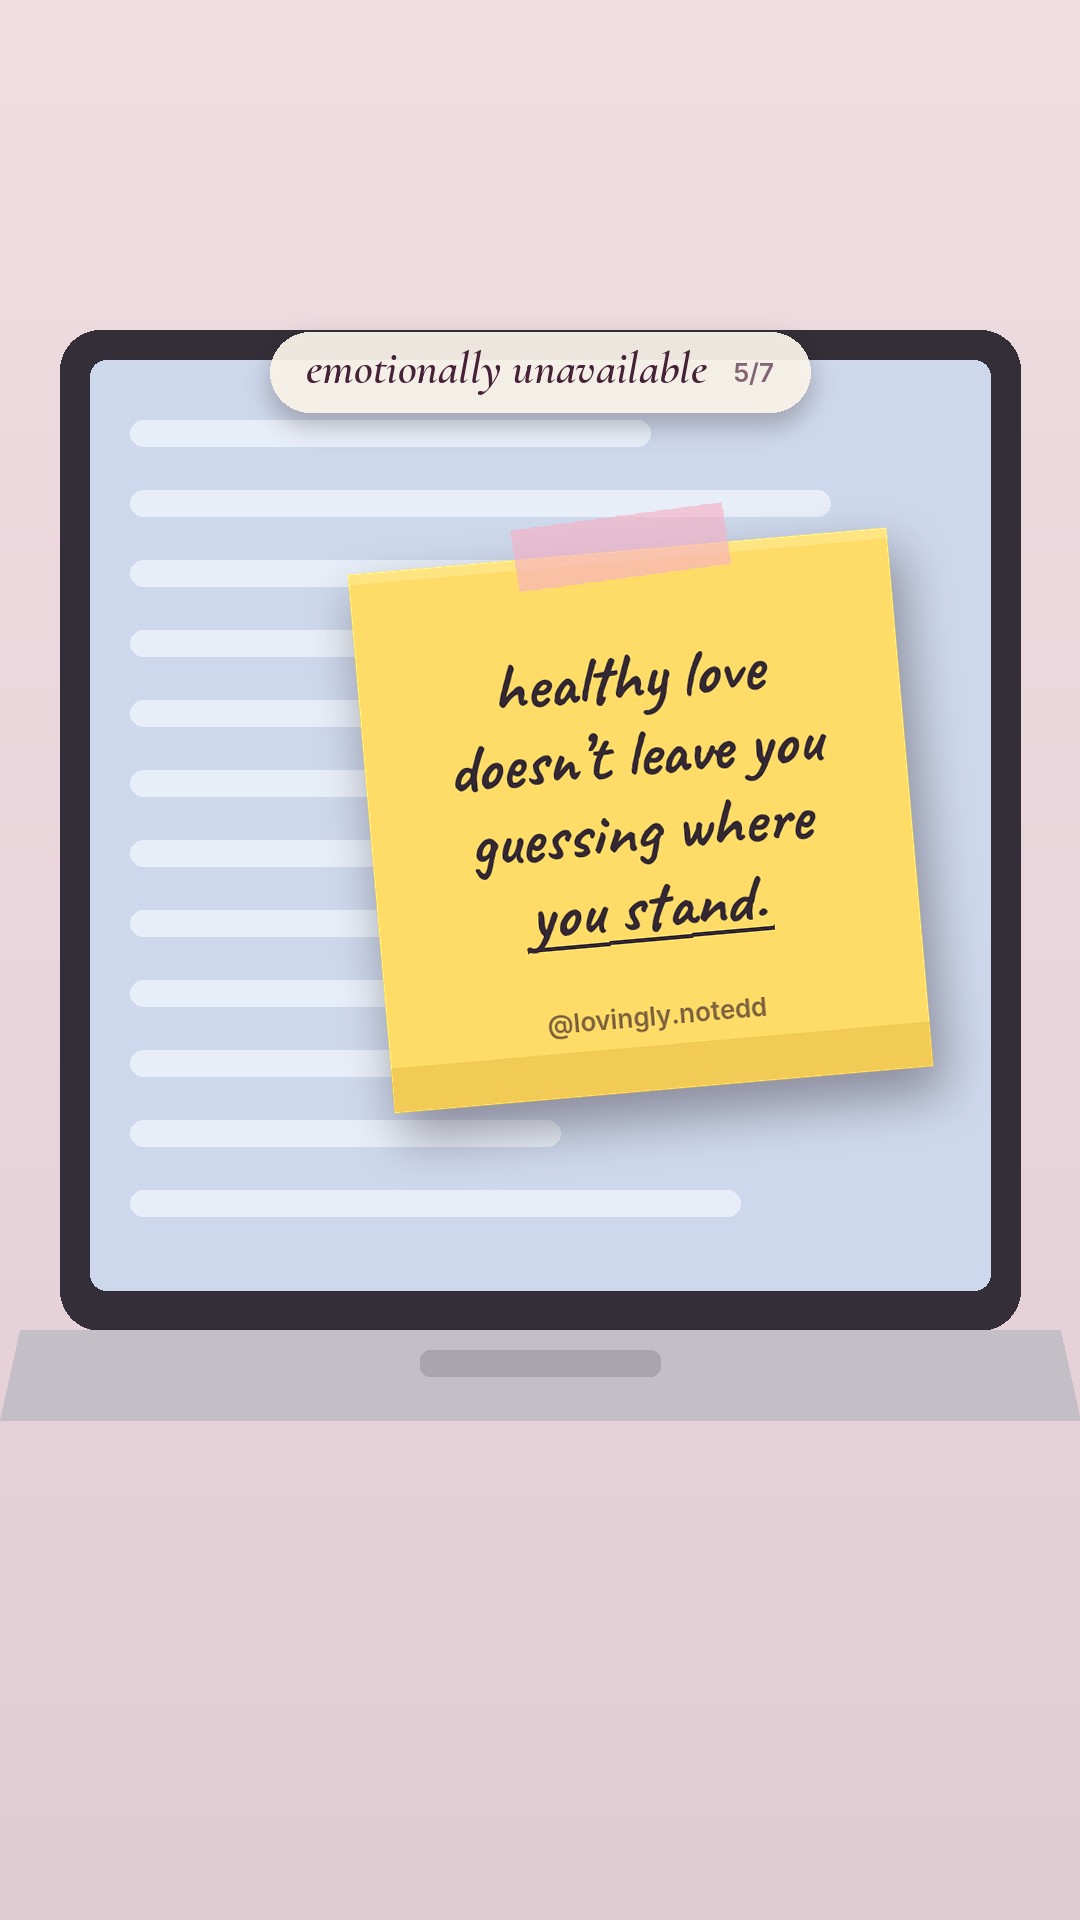 emotionally unavailable 5/7
healthy love
doesn’t leave you
guessing where
you stand.
@lovingly.notedd